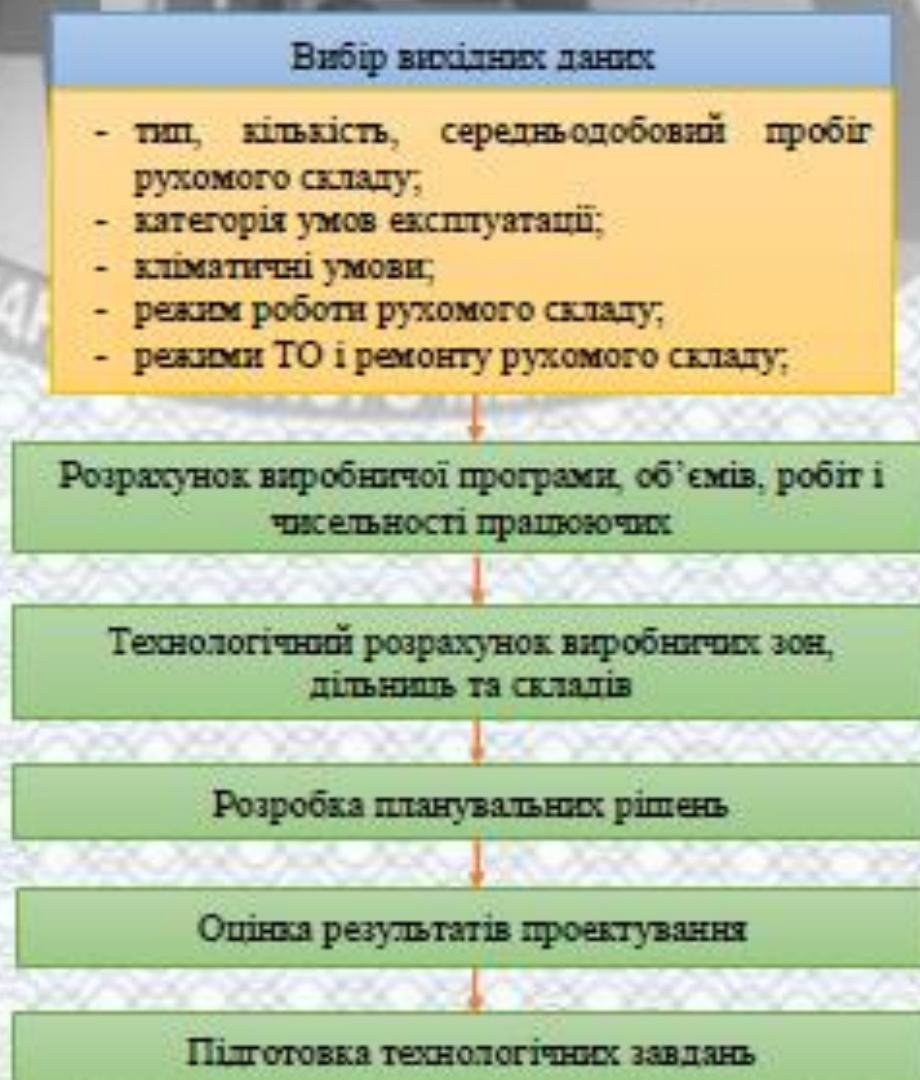 Вибір вихідних даних
- тип, кількість, середньодобовий пробіг
рухомого складу;
- категорія умов експлуатації;
- кліматичні умови;
- режим роботи рухомого складу;
- режими ТО і ремонту рухомого складу;
Розрахунок виробничої програми, об’ємів, робіт і
чисельності працюючих
Технологічний розрахунок виробничих зон,
дільниць та складів
Розробка планувальних рішень
Оцінка результатів проектування
Підготовка технологічних завдань